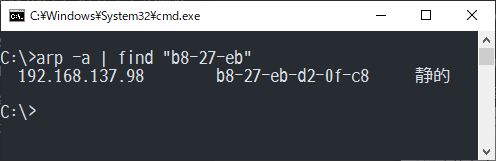 C:¥Windows¥System32¥cmd.exe
C:\>arp -a | find "b8-27-eb"
192.168.137.98 b8-27-eb-d2-0f-c8 静的
C:\>